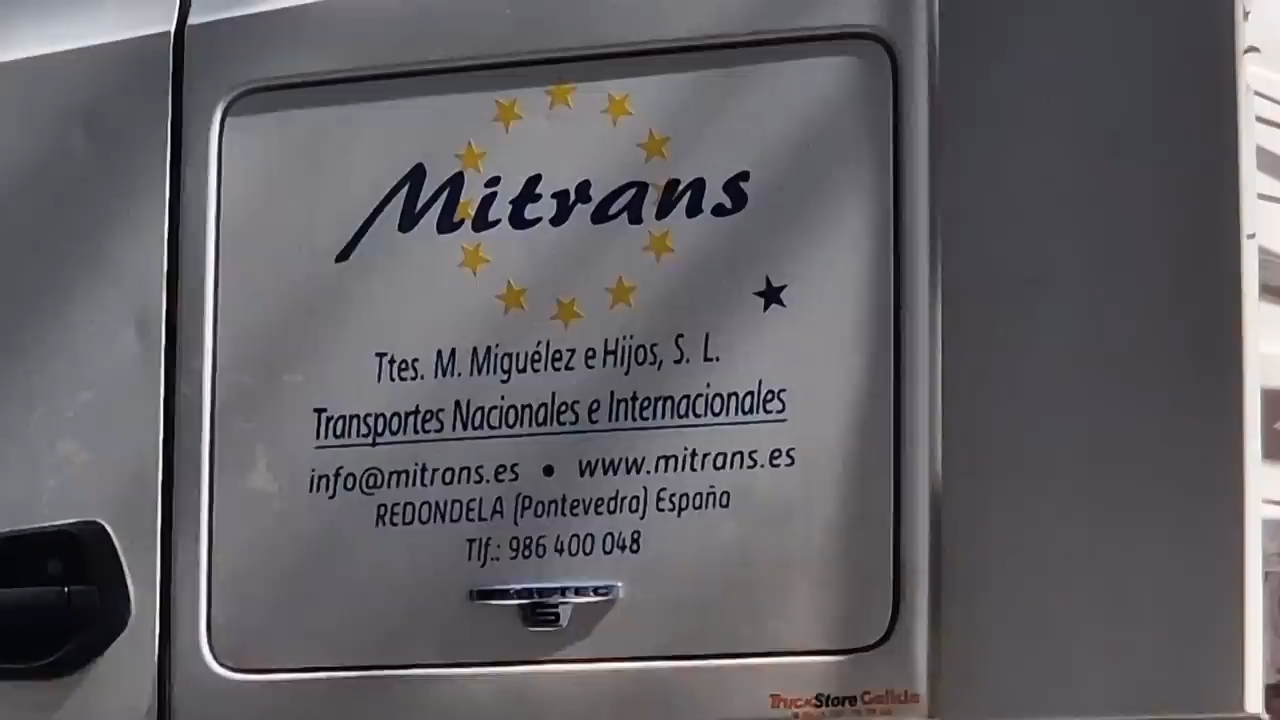 Mitrans
Ttes. M. Miguélez e Hijos, S. L.
Transportes Nacionales e Internacionales
info@mitrans.es • www.mitrans.es
REDONDELA (Pontevedra) España
Tlf.: 986 400 048
5
TruckStore Galicia